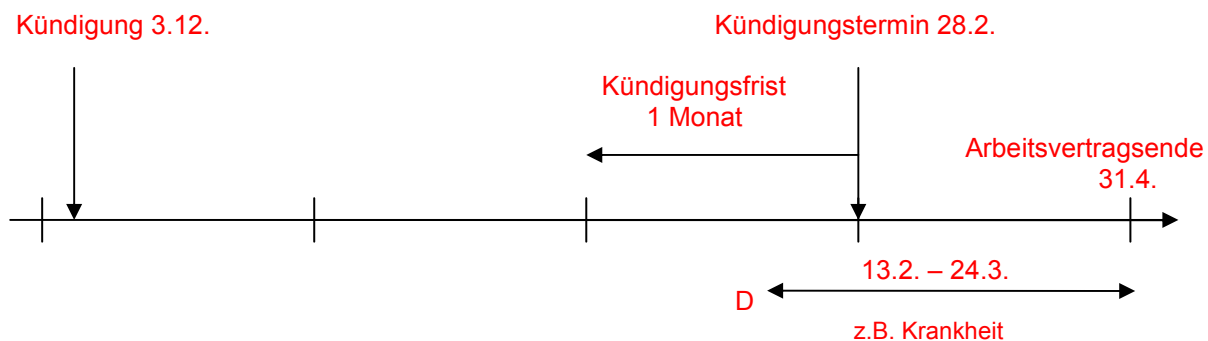 Kündigung 3.12.
Kündigungstermin 28.2.
Kündigungsfrist
1 Monat
Arbeitsvertragsende
31.4.
13.2. – 24.3.
D
z.B. Krankheit